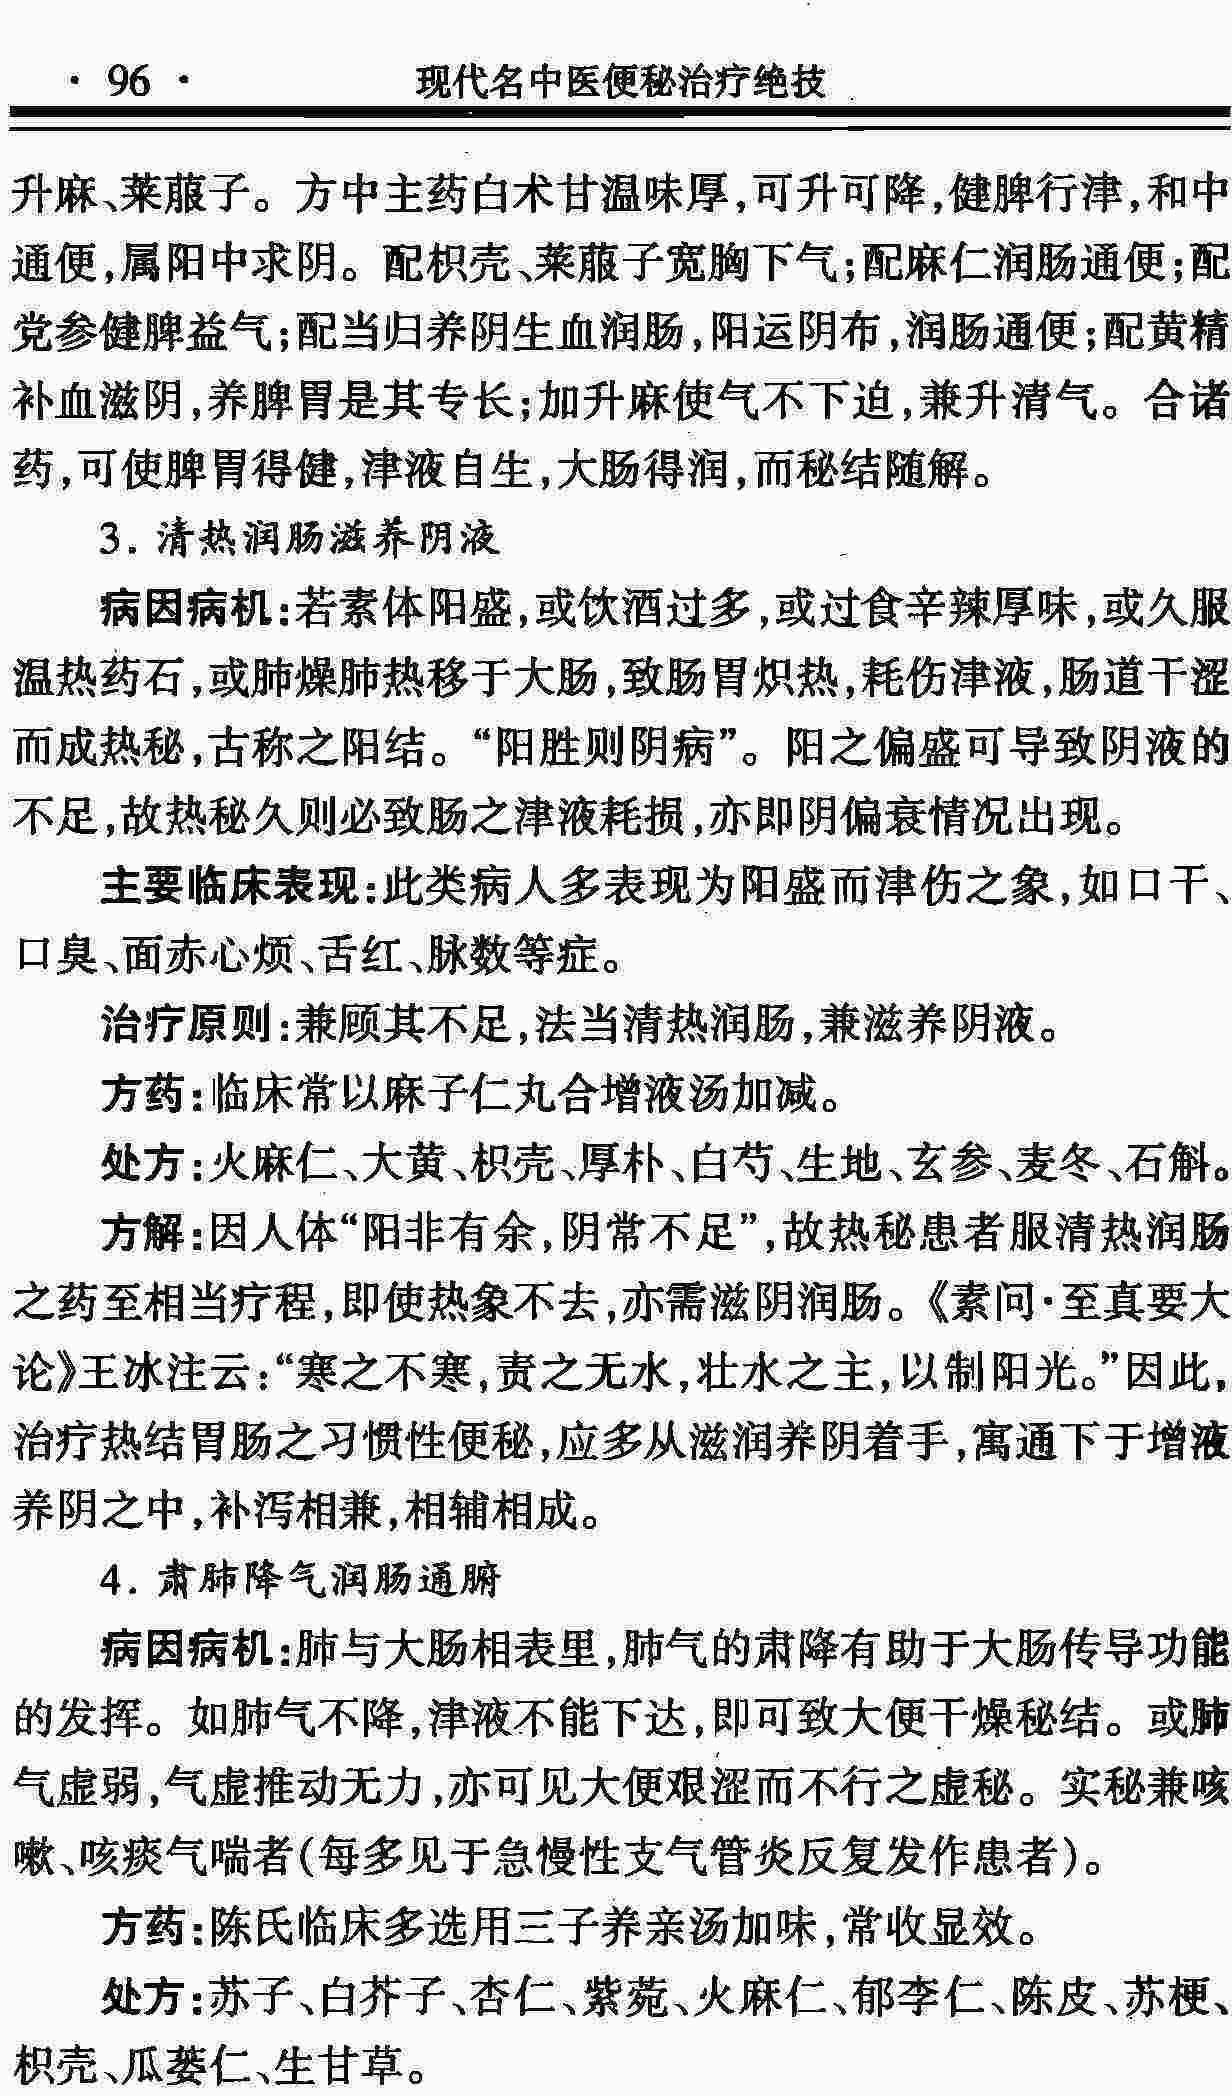 · 96 · 现代名中医便秘治疗绝技
升麻、莱菔子。方中主药白术甘温味厚,可升可降,健脾行津,和中
通便,属阳中求阴。配枳壳、莱菔子宽胸下气;配麻仁润肠通便;配
党参健脾益气;配当归养阴生血润肠,阳运阴布,润肠通便;配黄精
补血滋阴,养脾胃是其专长;加升麻使气不下迫,兼升清气。合诸
药,可使脾胃得健,津液自生,大肠得润,而秘结随解。
3. 清热润肠滋养阴液
病因病机:若素体阳盛,或饮酒过多,或过食辛辣厚味,或久服
温热药石,或肺燥肺热移于大肠,致肠胃炽热,耗伤津液,肠道干涩
而成热秘,古称之阳结。“阳胜则阴病”。阳之偏盛可导致阴液的
不足,故热秘久则必致肠之津液耗损,亦即阴偏衰情况出现。
主要临床表现:此类病人多表现为阳盛而津伤之象,如口干、
口臭、面赤心烦、舌红、脉数等症。
治疗原则:兼顾其不足,法当清热润肠,兼滋养阴液。
方药:临床常以麻子仁丸合增液汤加减。
处方:火麻仁、大黄、枳壳、厚朴、白芍、生地、玄参、麦冬、石斛。
方解:因人体“阳非有余,阴常不足”,故热秘患者服清热润肠
之药至相当疗程,即使热象不去,亦需滋阴润肠。《素问·至真要大
论》王冰注云:“寒之不寒,责之无水,壮水之主,以制阳光。”因此,
治疗热结胃肠之习惯性便秘,应多从滋润养阴着手,寓通下于增液
养阴之中,补泻相兼,相辅相成。
4. 肃肺降气润肠通腑
病因病机:肺与大肠相表里,肺气的肃降有助于大肠传导功能
的发挥。如肺气不降,津液不能下达,即可致大便干燥秘结。或肺
气虚弱,气虚推动无力,亦可见大便艰涩而不行之虚秘。实秘兼咳
嗽、咳痰气喘者(每多见于急慢性支气管炎反复发作患者)。
方药:陈氏临床多选用三子养亲汤加味,常收显效。
处方:苏子、白芥子、杏仁、紫菀、火麻仁、郁李仁、陈皮、苏梗、
枳壳、瓜蒌仁、生甘草。